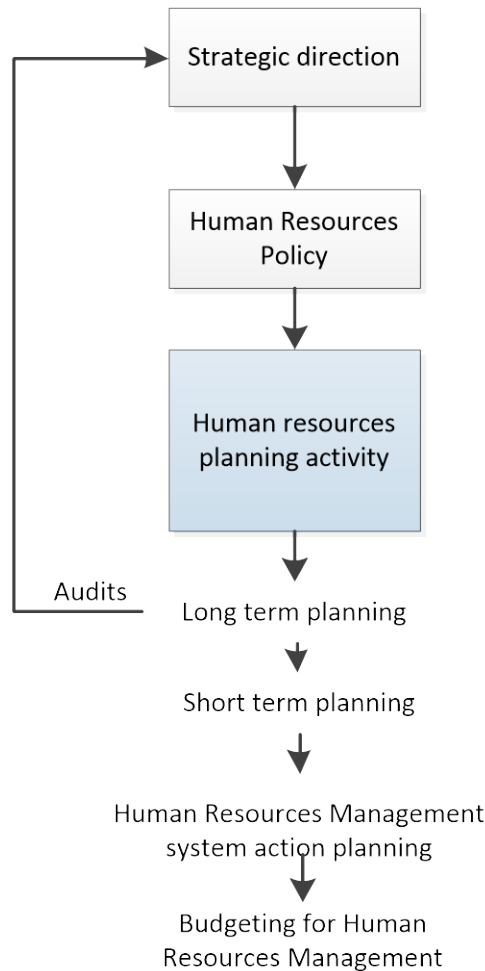 Strategic direction
Human Resources
Policy
Human resources
planning activity
Audits
Long term planning
Short term planning
Human Resources Management
system action planning
Budgeting for Human
Resources Management